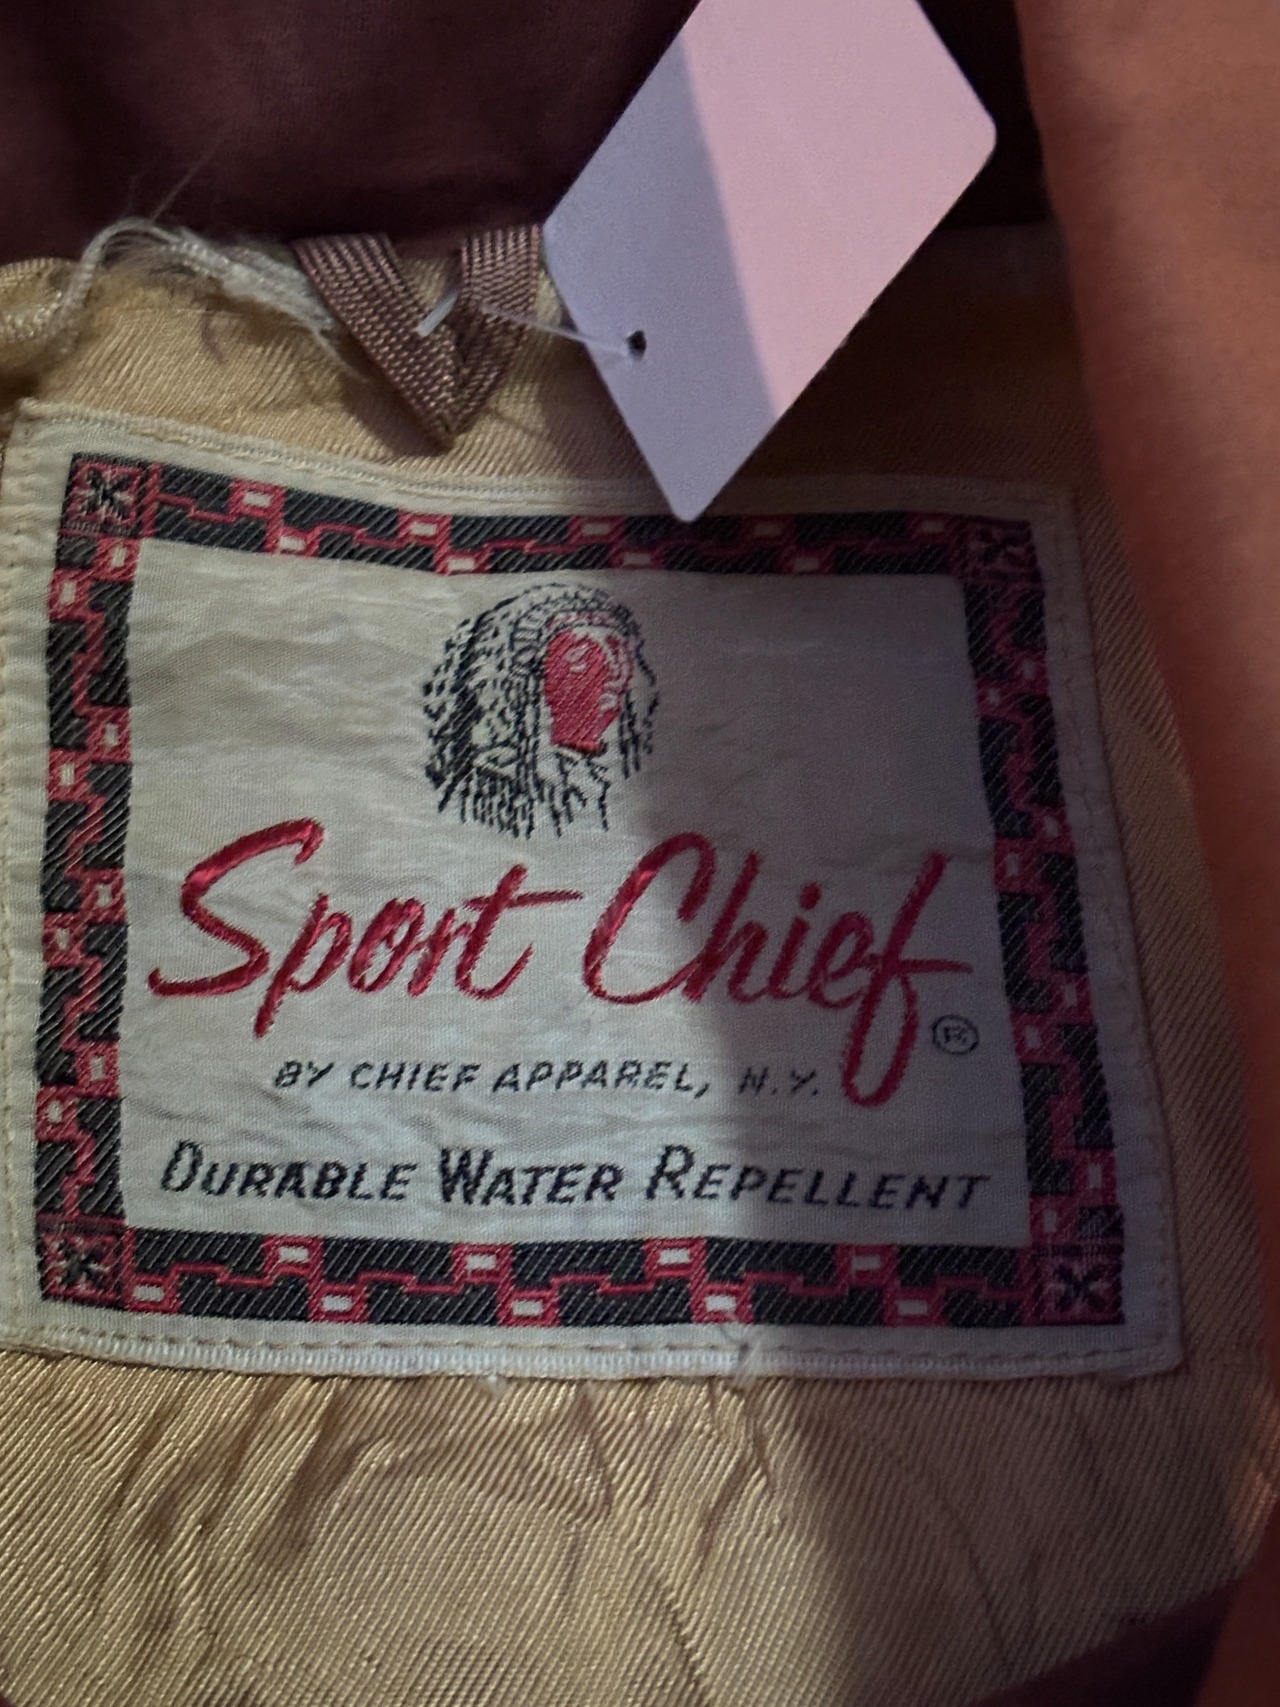 Sport Chief ®
BY CHIEF APPAREL, N.Y.
DURABLE WATER REPELLENT